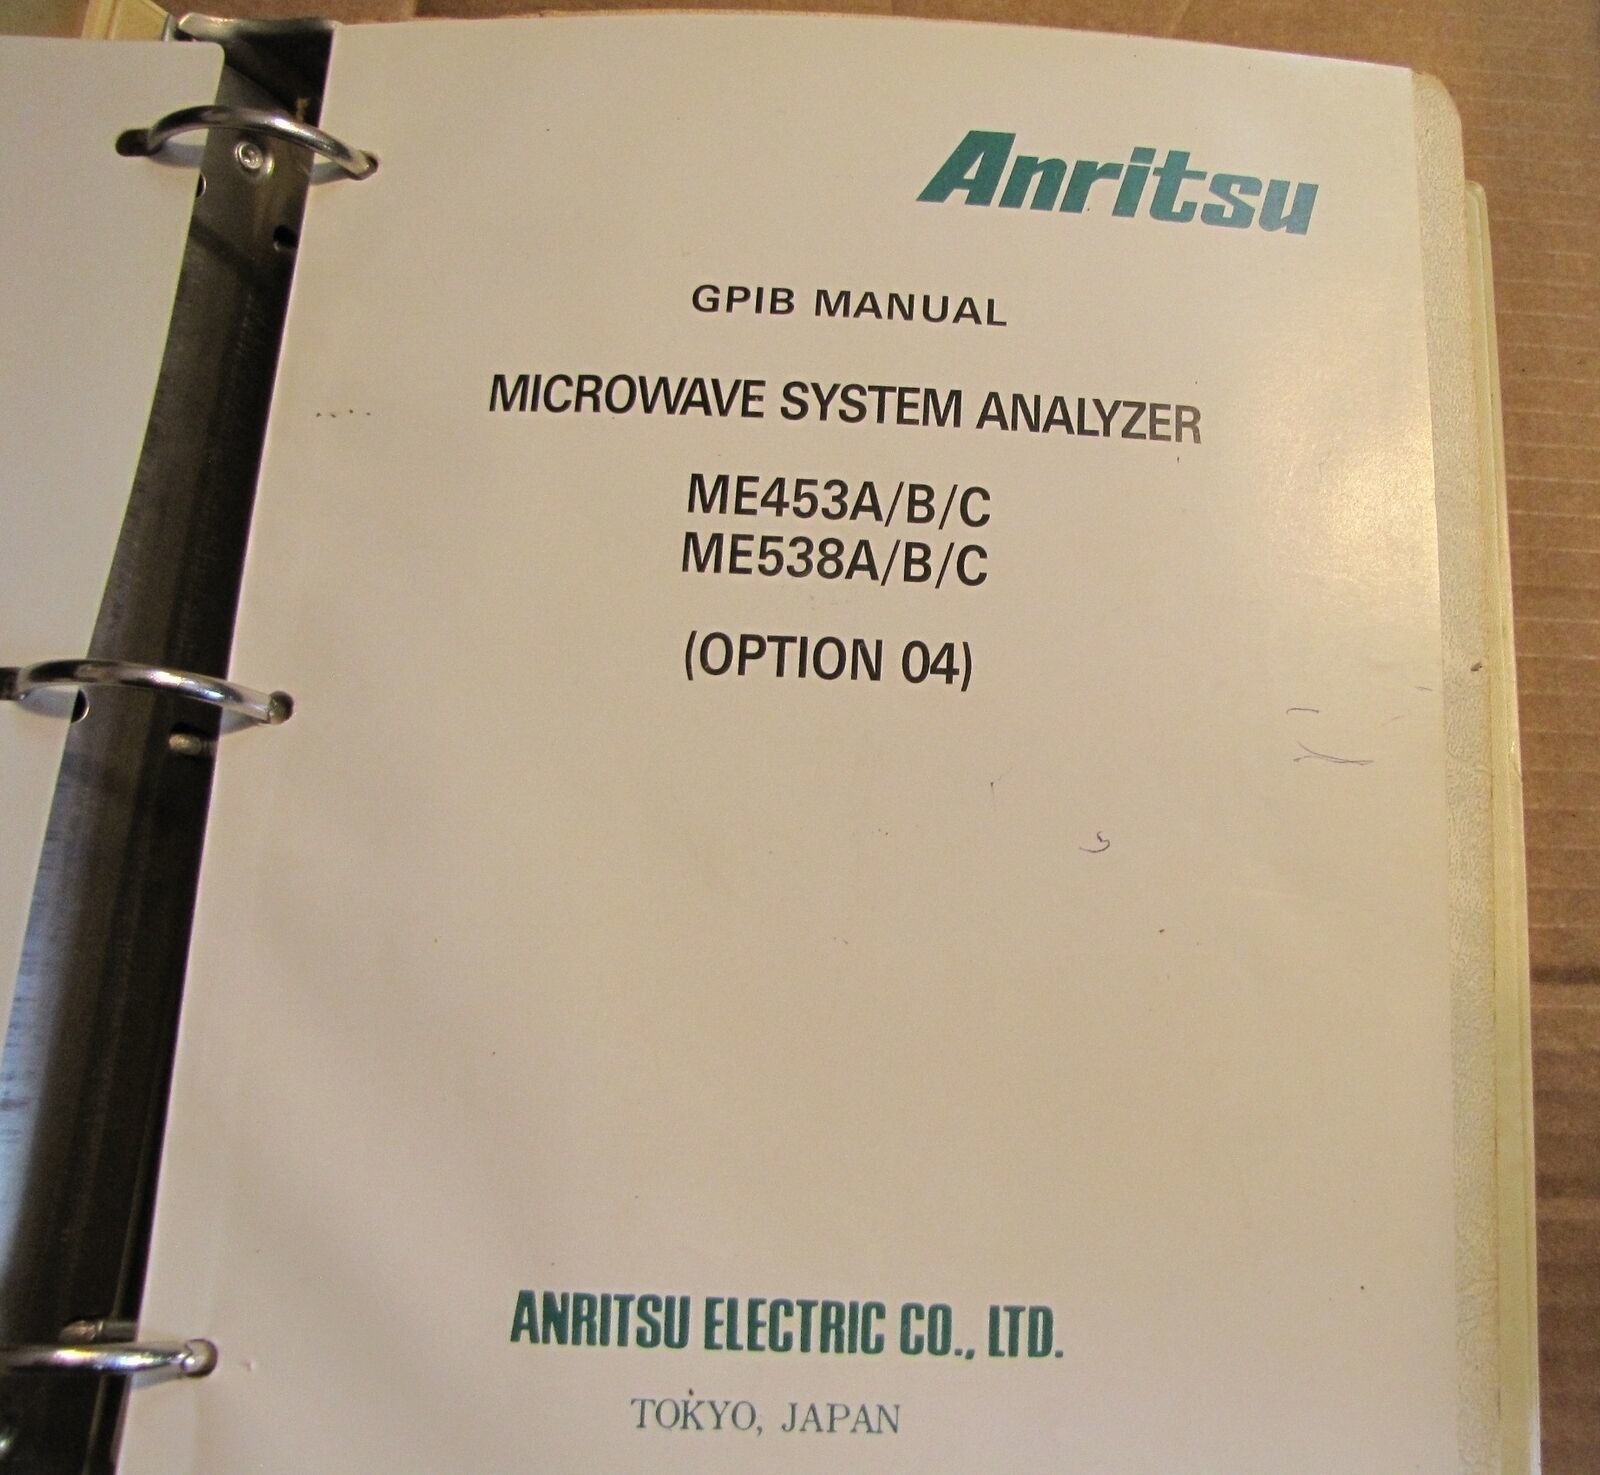 Anritsu
GPIB MANUAL
MICROWAVE SYSTEM ANALYZER
ME453A/B/C
ME538A/B/C
(OPTION 04)
ANRITSU ELECTRIC CO., LTD.
TOKYO, JAPAN